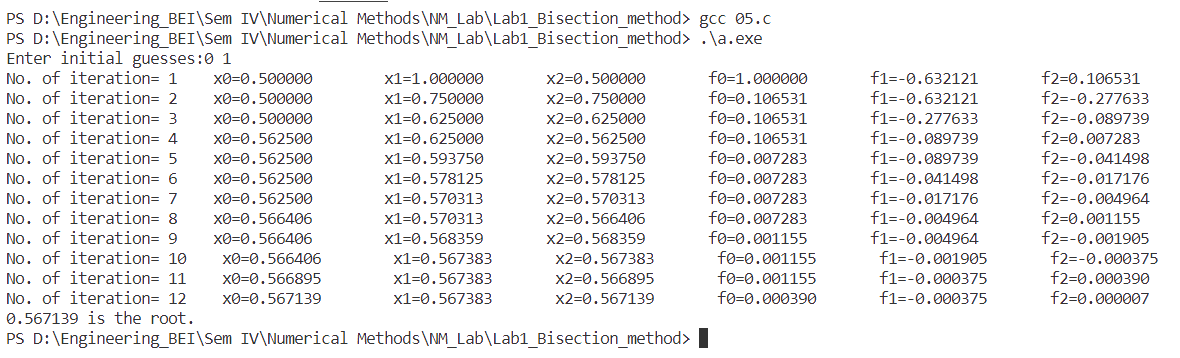 PS D:\Engineering_BEI\Sem IV\Numerical Methods\NM_Lab\Lab1_Bisection_method> gcc 05.c
PS D:\Engineering_BEI\Sem IV\Numerical Methods\NM_Lab\Lab1_Bisection_method> .\a.exe
Enter initial guesses:0 1
No. of iteration= 1 x0=0.500000 x1=1.000000 x2=0.500000 f0=1.000000 f1=-0.632121 f2=0.106531
No. of iteration= 2 x0=0.500000 x1=0.750000 x2=0.750000 f0=0.106531 f1=-0.632121 f2=-0.277633
No. of iteration= 3 x0=0.500000 x1=0.625000 x2=0.625000 f0=0.106531 f1=-0.277633 f2=-0.089739
No. of iteration= 4 x0=0.562500 x1=0.625000 x2=0.562500 f0=0.106531 f1=-0.089739 f2=0.007283
No. of iteration= 5 x0=0.562500 x1=0.593750 x2=0.593750 f0=0.007283 f1=-0.089739 f2=-0.041498
No. of iteration= 6 x0=0.562500 x1=0.578125 x2=0.578125 f0=0.007283 f1=-0.041498 f2=-0.017176
No. of iteration= 7 x0=0.562500 x1=0.570313 x2=0.570313 f0=0.007283 f1=-0.017176 f2=-0.004964
No. of iteration= 8 x0=0.566406 x1=0.570313 x2=0.566406 f0=0.007283 f1=-0.004964 f2=0.001155
No. of iteration= 9 x0=0.566406 x1=0.568359 x2=0.568359 f0=0.001155 f1=-0.004964 f2=-0.001905
No. of iteration= 10 x0=0.566406 x1=0.567383 x2=0.567383 f0=0.001155 f1=-0.001905 f2=-0.000375
No. of iteration= 11 x0=0.566895 x1=0.567383 x2=0.566895 f0=0.001155 f1=-0.000375 f2=0.000390
No. of iteration= 12 x0=0.567139 x1=0.567383 x2=0.567139 f0=0.000390 f1=-0.000375 f2=0.000007
0.567139 is the root.
PS D:\Engineering_BEI\Sem IV\Numerical Methods\NM_Lab\Lab1_Bisection_method>